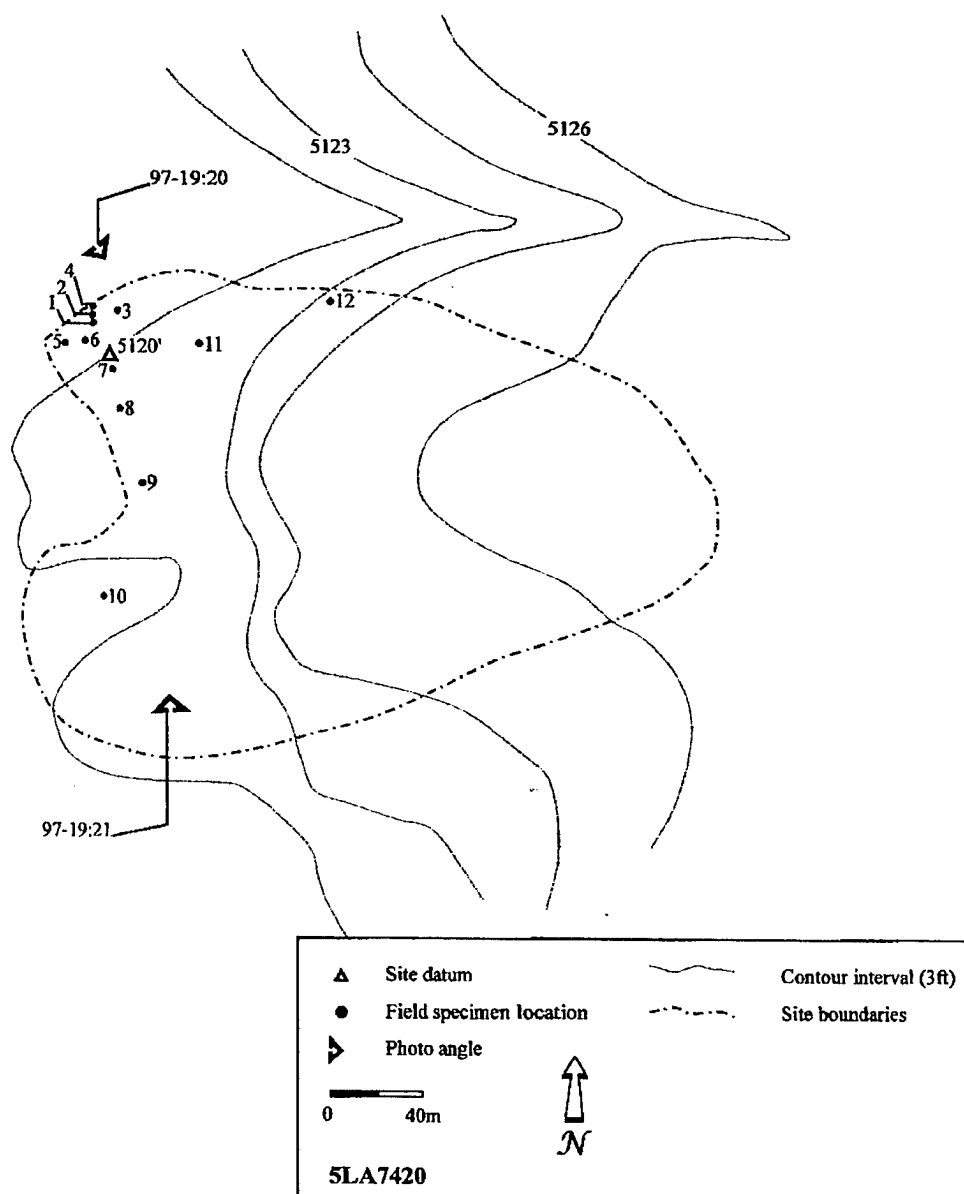 5126
5123
97-19:20
4
2
1
3
12
5
6
5120'
11
7
8
9
10
97-19:21
Site datum
Contour interval (3ft)
Field specimen location
Site boundaries
Photo angle
0 40m
N
5LA7420